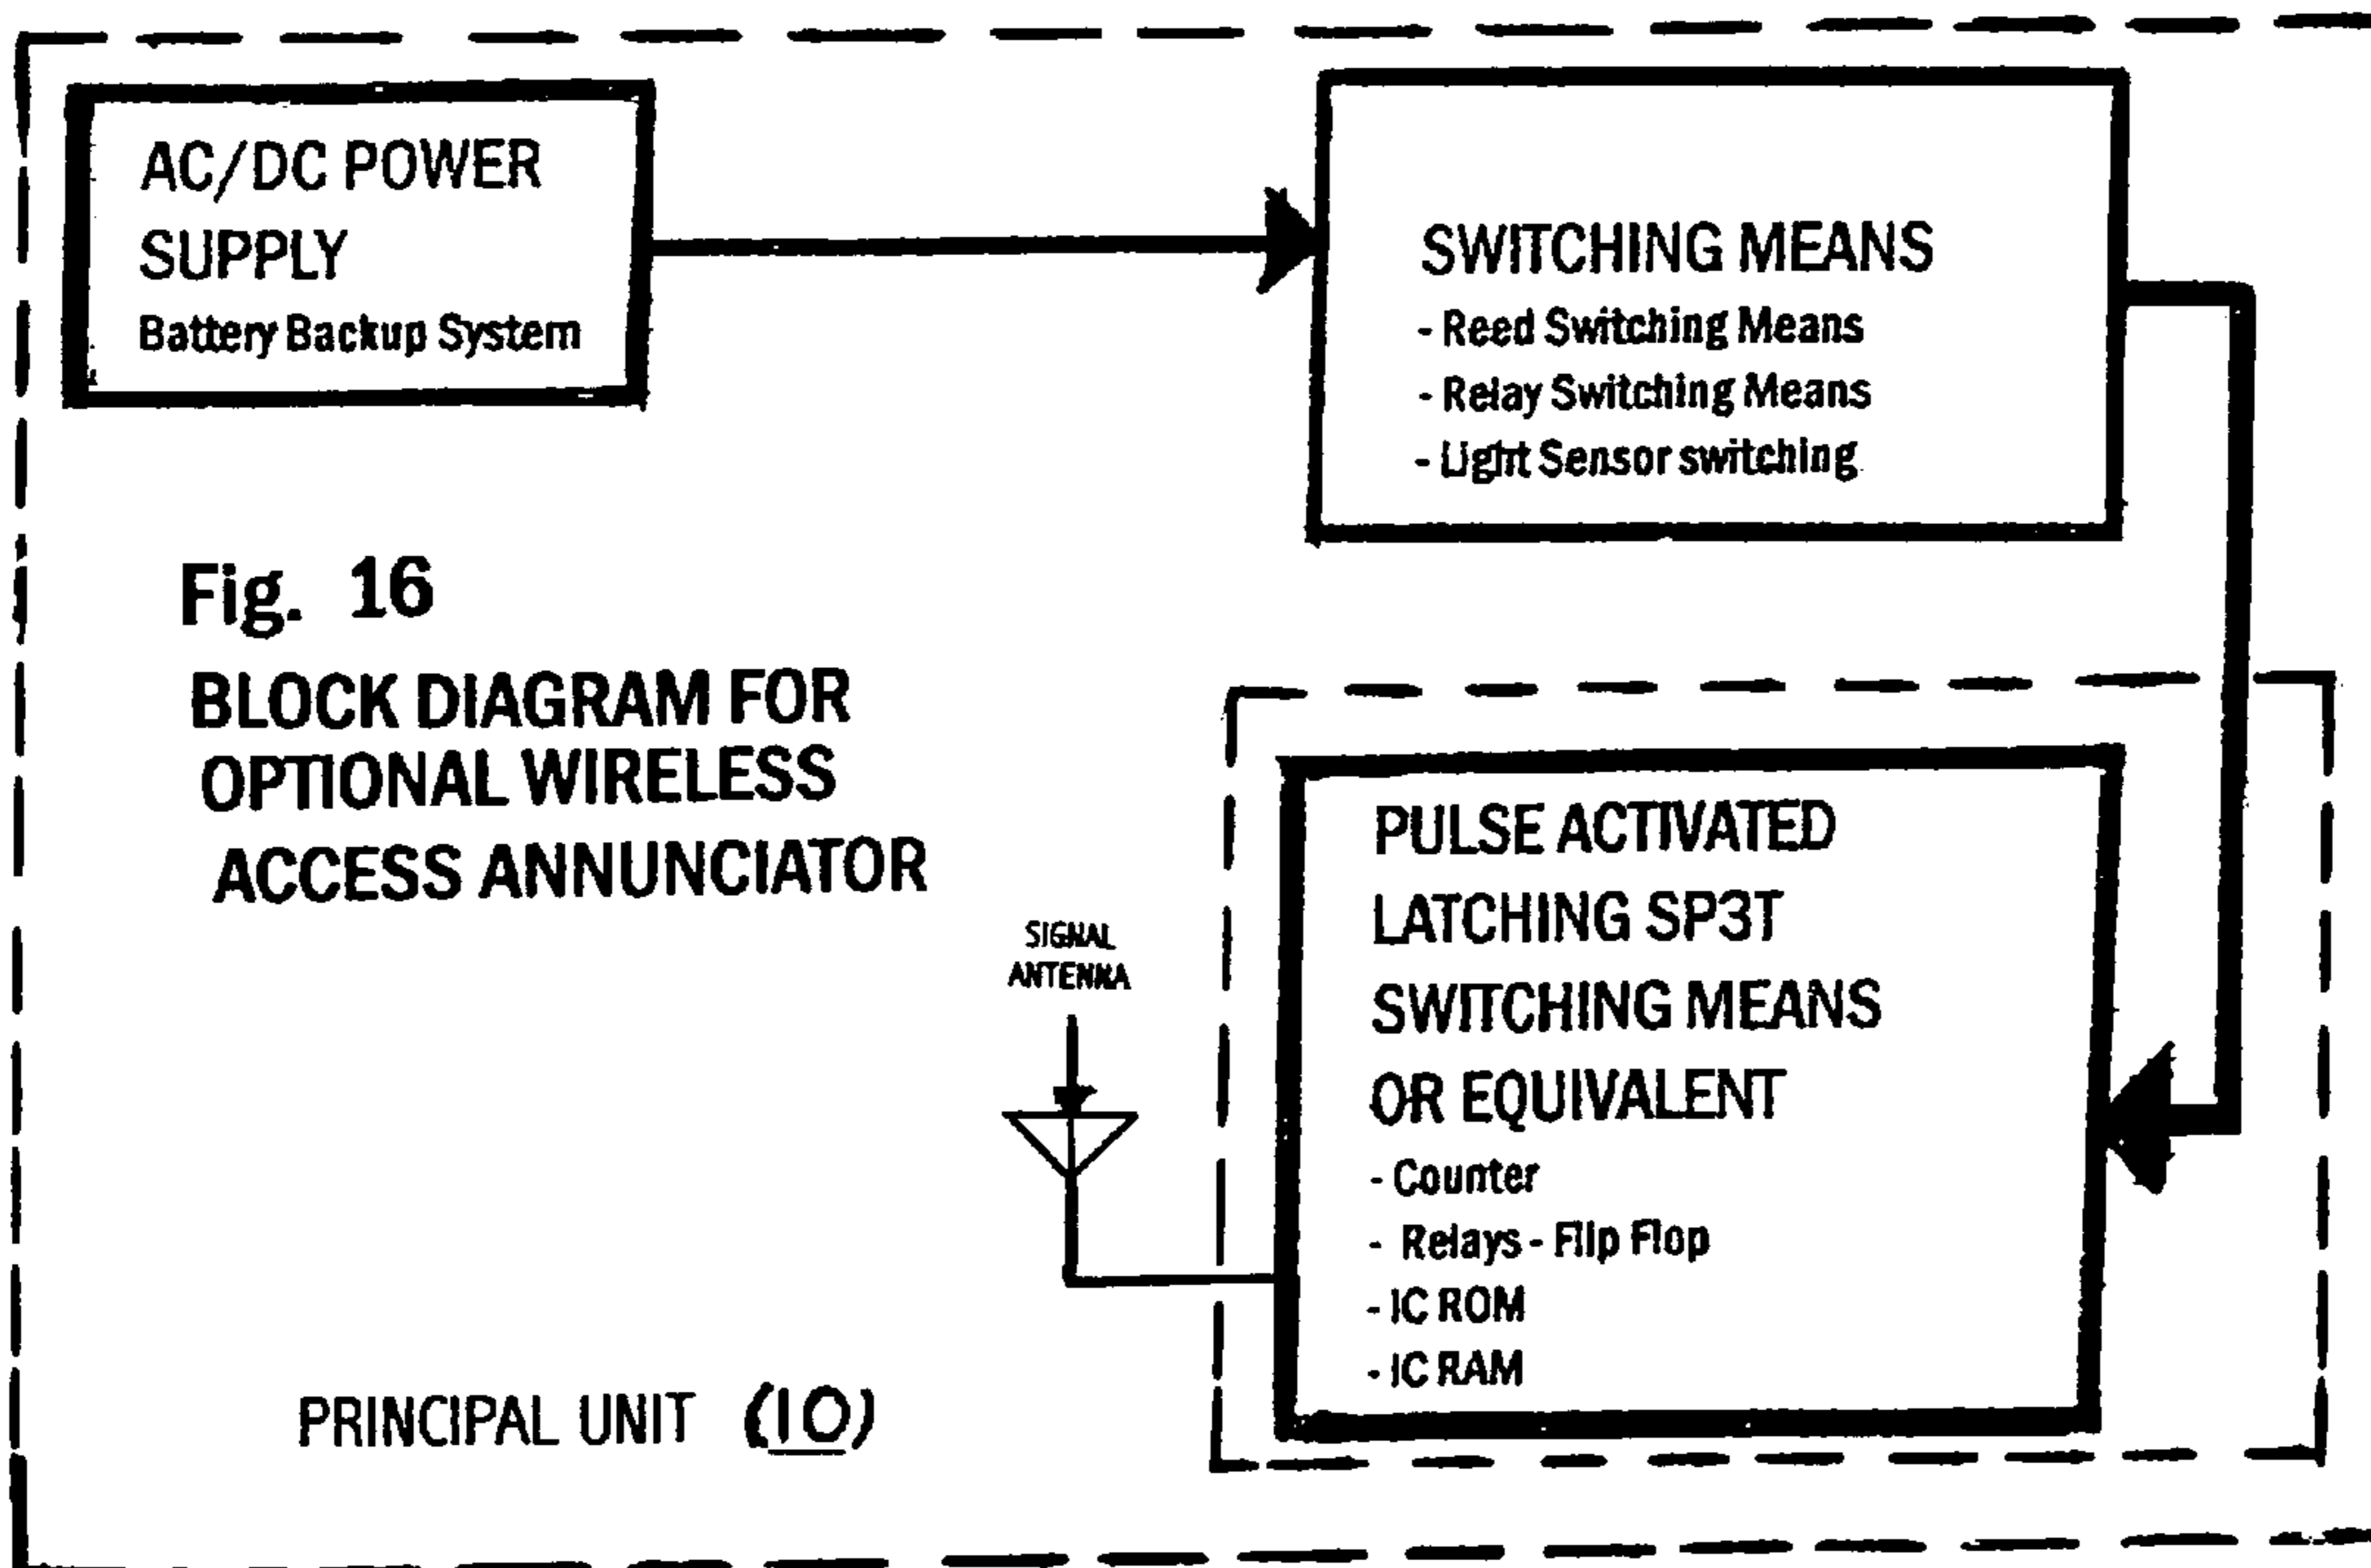 AC/DC POWER
SUPPLY
Battery Backup System
SWITCHING MEANS
- Reed Switching Means
- Relay Switching Means
- Light Sensor switching
Fig. 16
BLOCK DIAGRAM FOR
OPTIONAL WIRELESS
ACCESS ANNUNCIATOR
SIGNAL
ANTENNA
PULSE ACTIVATED
LATCHING SP3T
SWITCHING MEANS
OR EQUIVALENT
- Counter
- Relays - Flip Flop
- IC ROM
- IC RAM
PRINCIPAL UNIT (10)